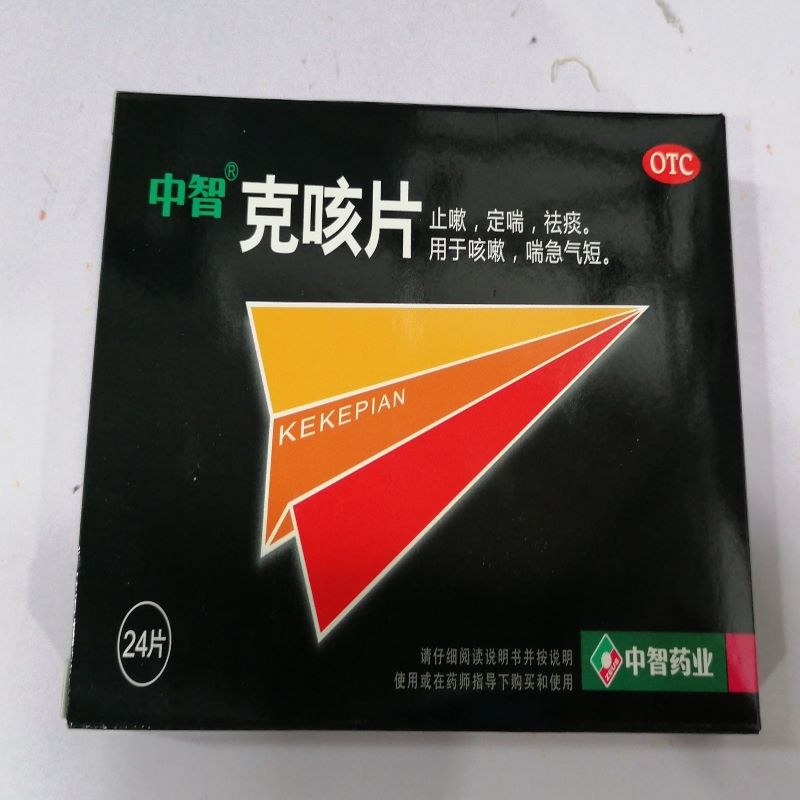 OTC
中智®
克咳片
止嗽，定喘，祛痰。
用于咳嗽，喘急气短。
KEKEPIAN
24片
请仔细阅读说明书并按说明
使用或在药师指导下购买和使用
ZEUS
中智药业